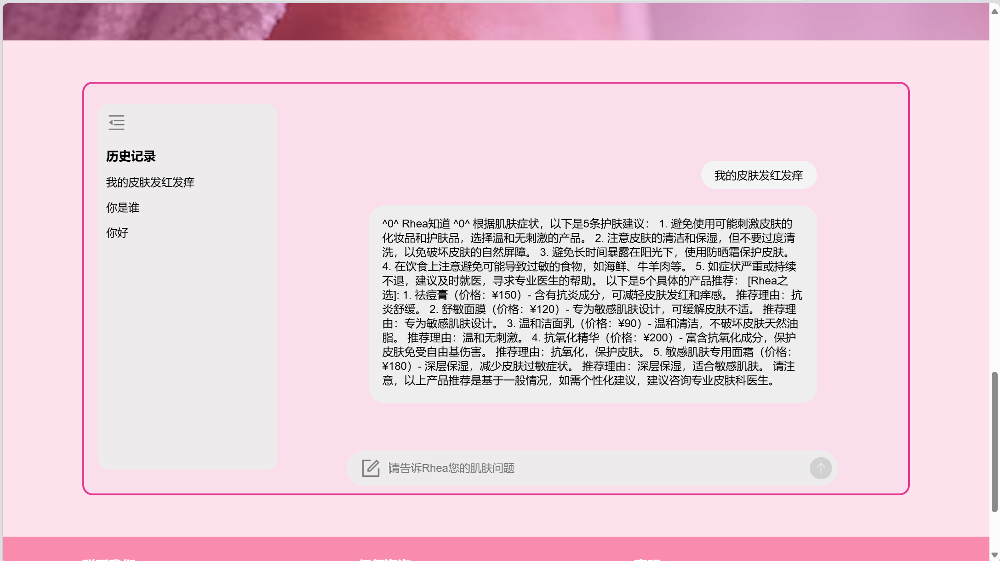 历史记录
我的皮肤发红发痒
你是谁
你好
我的皮肤发红发痒
^0^ Rhea知道 ^0^ 根据肌肤症状，以下是5条护肤建议： 1. 避免使用可能刺激皮肤的
化妆品和护肤品，选择温和无刺激的产品。 2. 注意皮肤的清洁和保湿，但不要过度清
洗，以免破坏皮肤的自然屏障。 3. 避免长时间暴露在阳光下，使用防晒霜保护皮肤。
4. 在饮食上注意避免可能导致过敏的食物，如海鲜、牛羊肉等。 5. 如症状严重或持续
不退，建议及时就医，寻求专业医生的帮助。 以下是5个具体的产品推荐： [Rhea之
选]: 1. 祛痘膏（价格：¥150）- 含有抗炎成分，可减轻皮肤发红和痒感。 推荐理由：抗
炎舒缓。 2. 舒敏面膜（价格：¥120）- 专为敏感肌肤设计，可缓解皮肤不适。 推荐理
由：专为敏感肌肤设计。 3. 温和洁面乳（价格：¥90）- 温和清洁，不破坏皮肤天然油
脂。 推荐理由：温和无刺激。 4. 抗氧化精华（价格：¥200）- 富含抗氧化成分，保护
皮肤免受自由基伤害。 推荐理由：抗氧化，保护皮肤。 5. 敏感肌肤专用面霜（价格：
¥180）- 深层保湿，减少皮肤过敏症状。 推荐理由：深层保湿，适合敏感肌肤。 请注
意，以上产品推荐是基于一般情况，如需个性化建议，建议咨询专业皮肤科医生。
请告诉Rhea您的肌肤问题